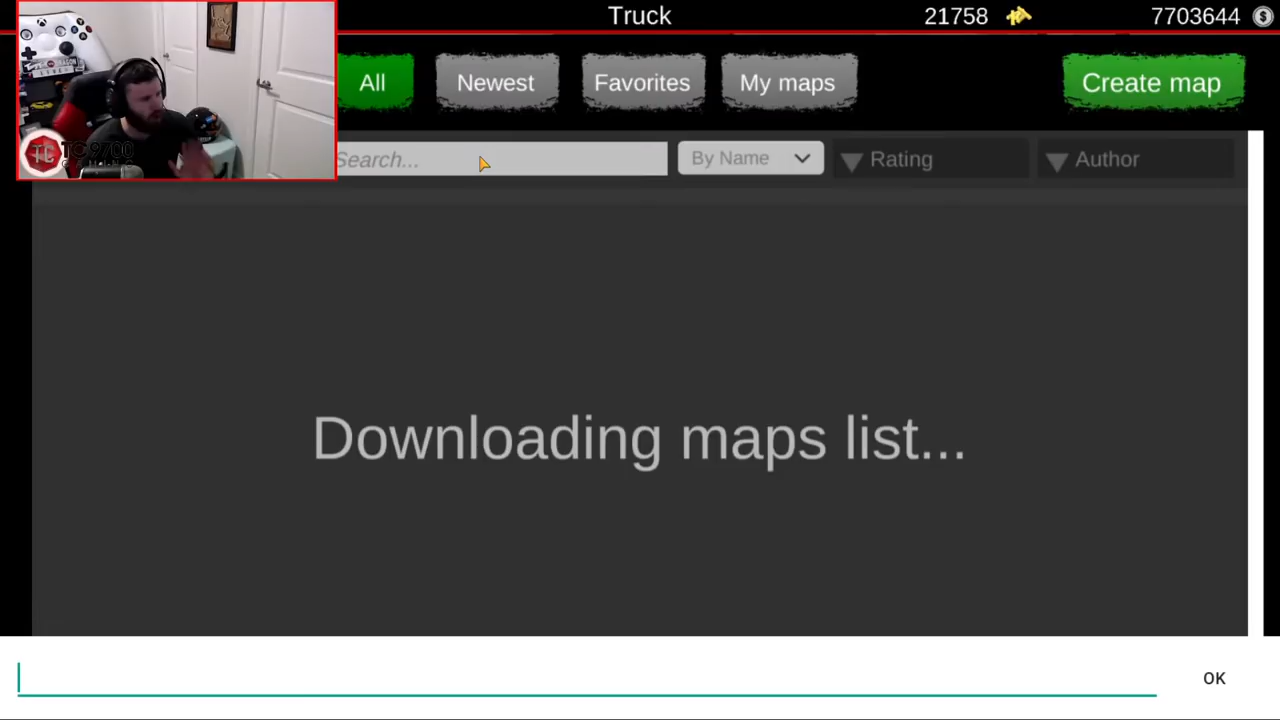 Truck
21758
7703644
All
Newest
Favorites
My maps
Create map
Search...
By Name
Rating
Author
TC9700
Downloading maps list...
OK